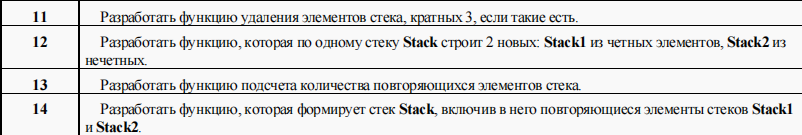 11 Разработать функцию удаления элементов стека, кратных 3, если такие есть.
12 Разработать функцию, которая по одному стеку Stack строит 2 новых: Stack1 из четных элементов, Stack2 из
нечетных.
13 Разработать функцию подсчета количества повторяющихся элементов стека.
14 Разработать функцию, которая формирует стек Stack, включив в него повторяющиеся элементы стеков Stack1
и Stack2.